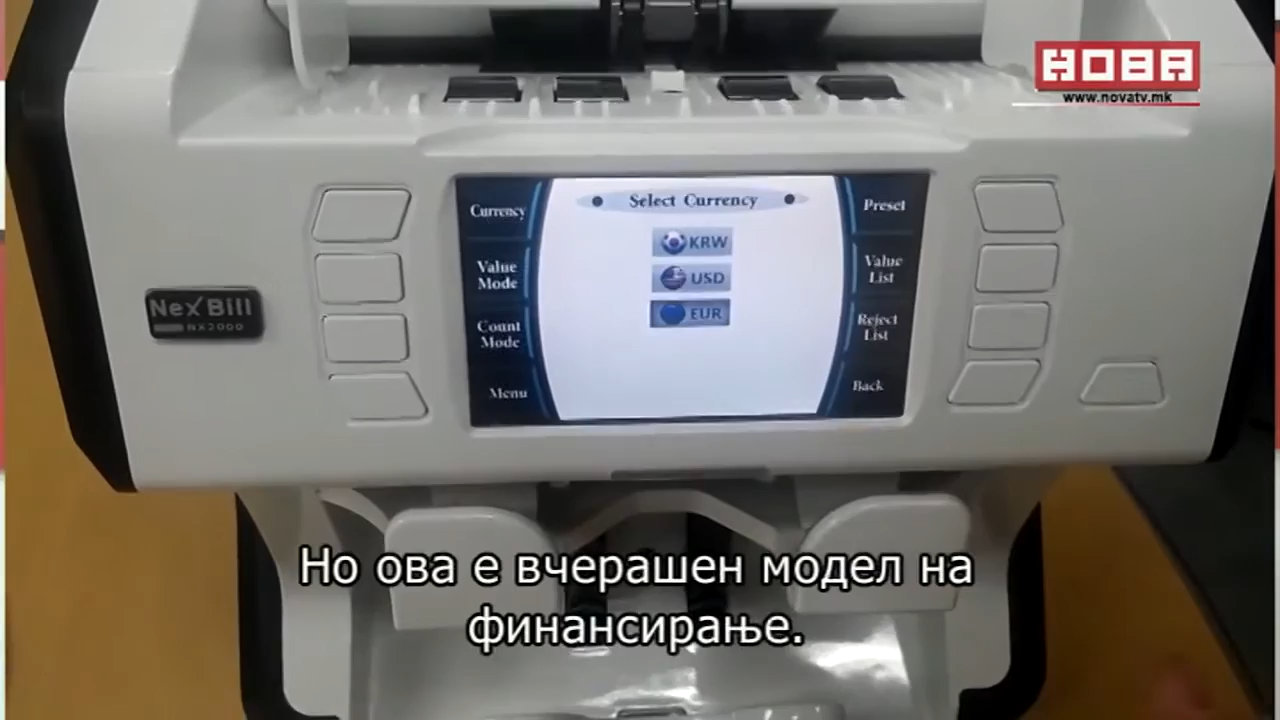 НОВА
www.novatv.mk
Select Currency
Currency
Preset
KRW
Value
Mode
Value
List
USD
EUR
NexBill
NX2000
Count
Mode
Reject
List
Menu
Back
Но ова е вчерашен модел на
финансирање.